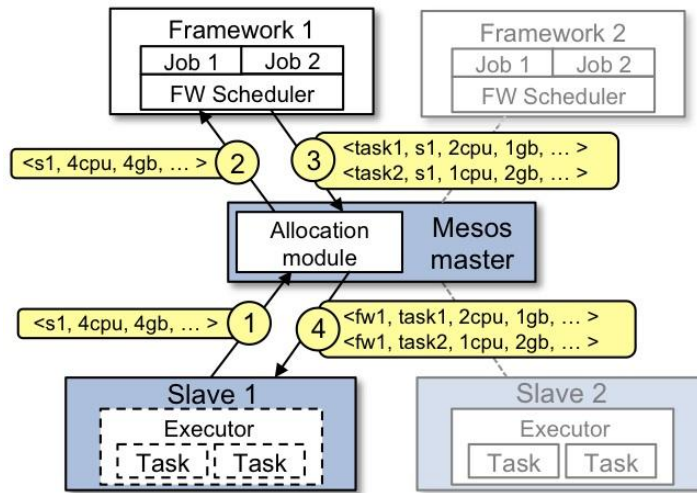 Framework 1
Job 1 Job 2
FW Scheduler
Framework 2
Job 1 Job 2
FW Scheduler
<s1, 4cpu, 4gb, … >
2
3
<task1, s1, 2cpu, 1gb, … >
<task2, s1, 1cpu, 2gb, … >
Allocation
module
Mesos
master
<s1, 4cpu, 4gb, … >
1
4
<fw1, task1, 2cpu, 1gb, … >
<fw1, task2, 1cpu, 2gb, … >
Slave 1
Executor
Task Task
Slave 2
Executor
Task Task